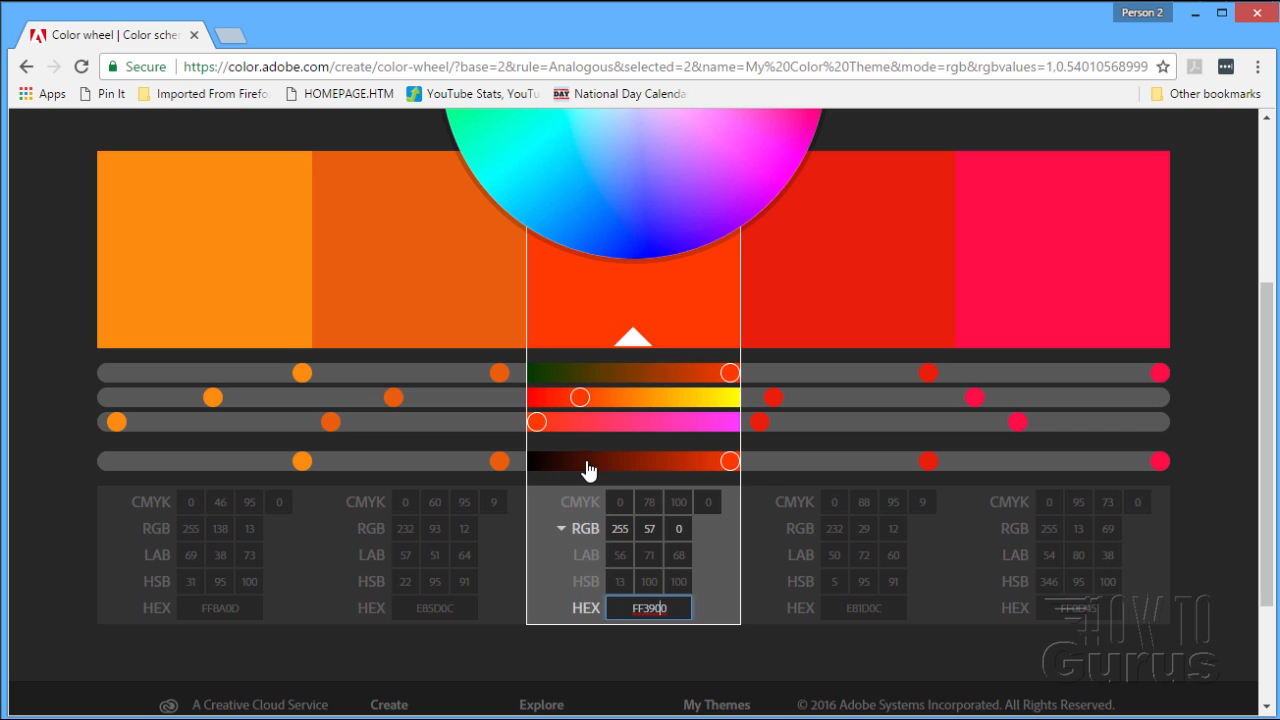 Person 2
Color wheel | Color sche
Secure https://color.adobe.com/create/color-wheel/?base=2&rule=Analogous&selected=2&name=My%20Color%20Theme&mode=rgb&rgbvalues=1,0.54010568999
Apps Pin It Imported From Firefo HOMEPAGE.HTM YouTube Stats, YouTu DAY National Day Calenda Other bookmarks
CMYK 0 46 95 0 CMYK 0 60 95 9 CMYK 0 78 100 0 CMYK 0 88 95 9 CMYK 0 95 73 0
RGB 255 138 13 RGB 232 93 12 RGB 255 57 0 RGB 232 29 12 RGB 255 13 69
LAB 69 38 73 LAB 57 51 64 LAB 56 71 68 LAB 50 72 60 LAB 54 80 38
HSB 31 95 100 HSB 22 95 91 HSB 13 100 100 HSB 5 95 91 HSB 346 95 100
HEX FF8A0D HEX E85D0C HEX FF3900 HEX E81D0C HEX
HOW TO
Gurus
A Creative Cloud Service Create Explore My Themes © 2016 Adobe Systems Incorporated. All Rights Reserved.